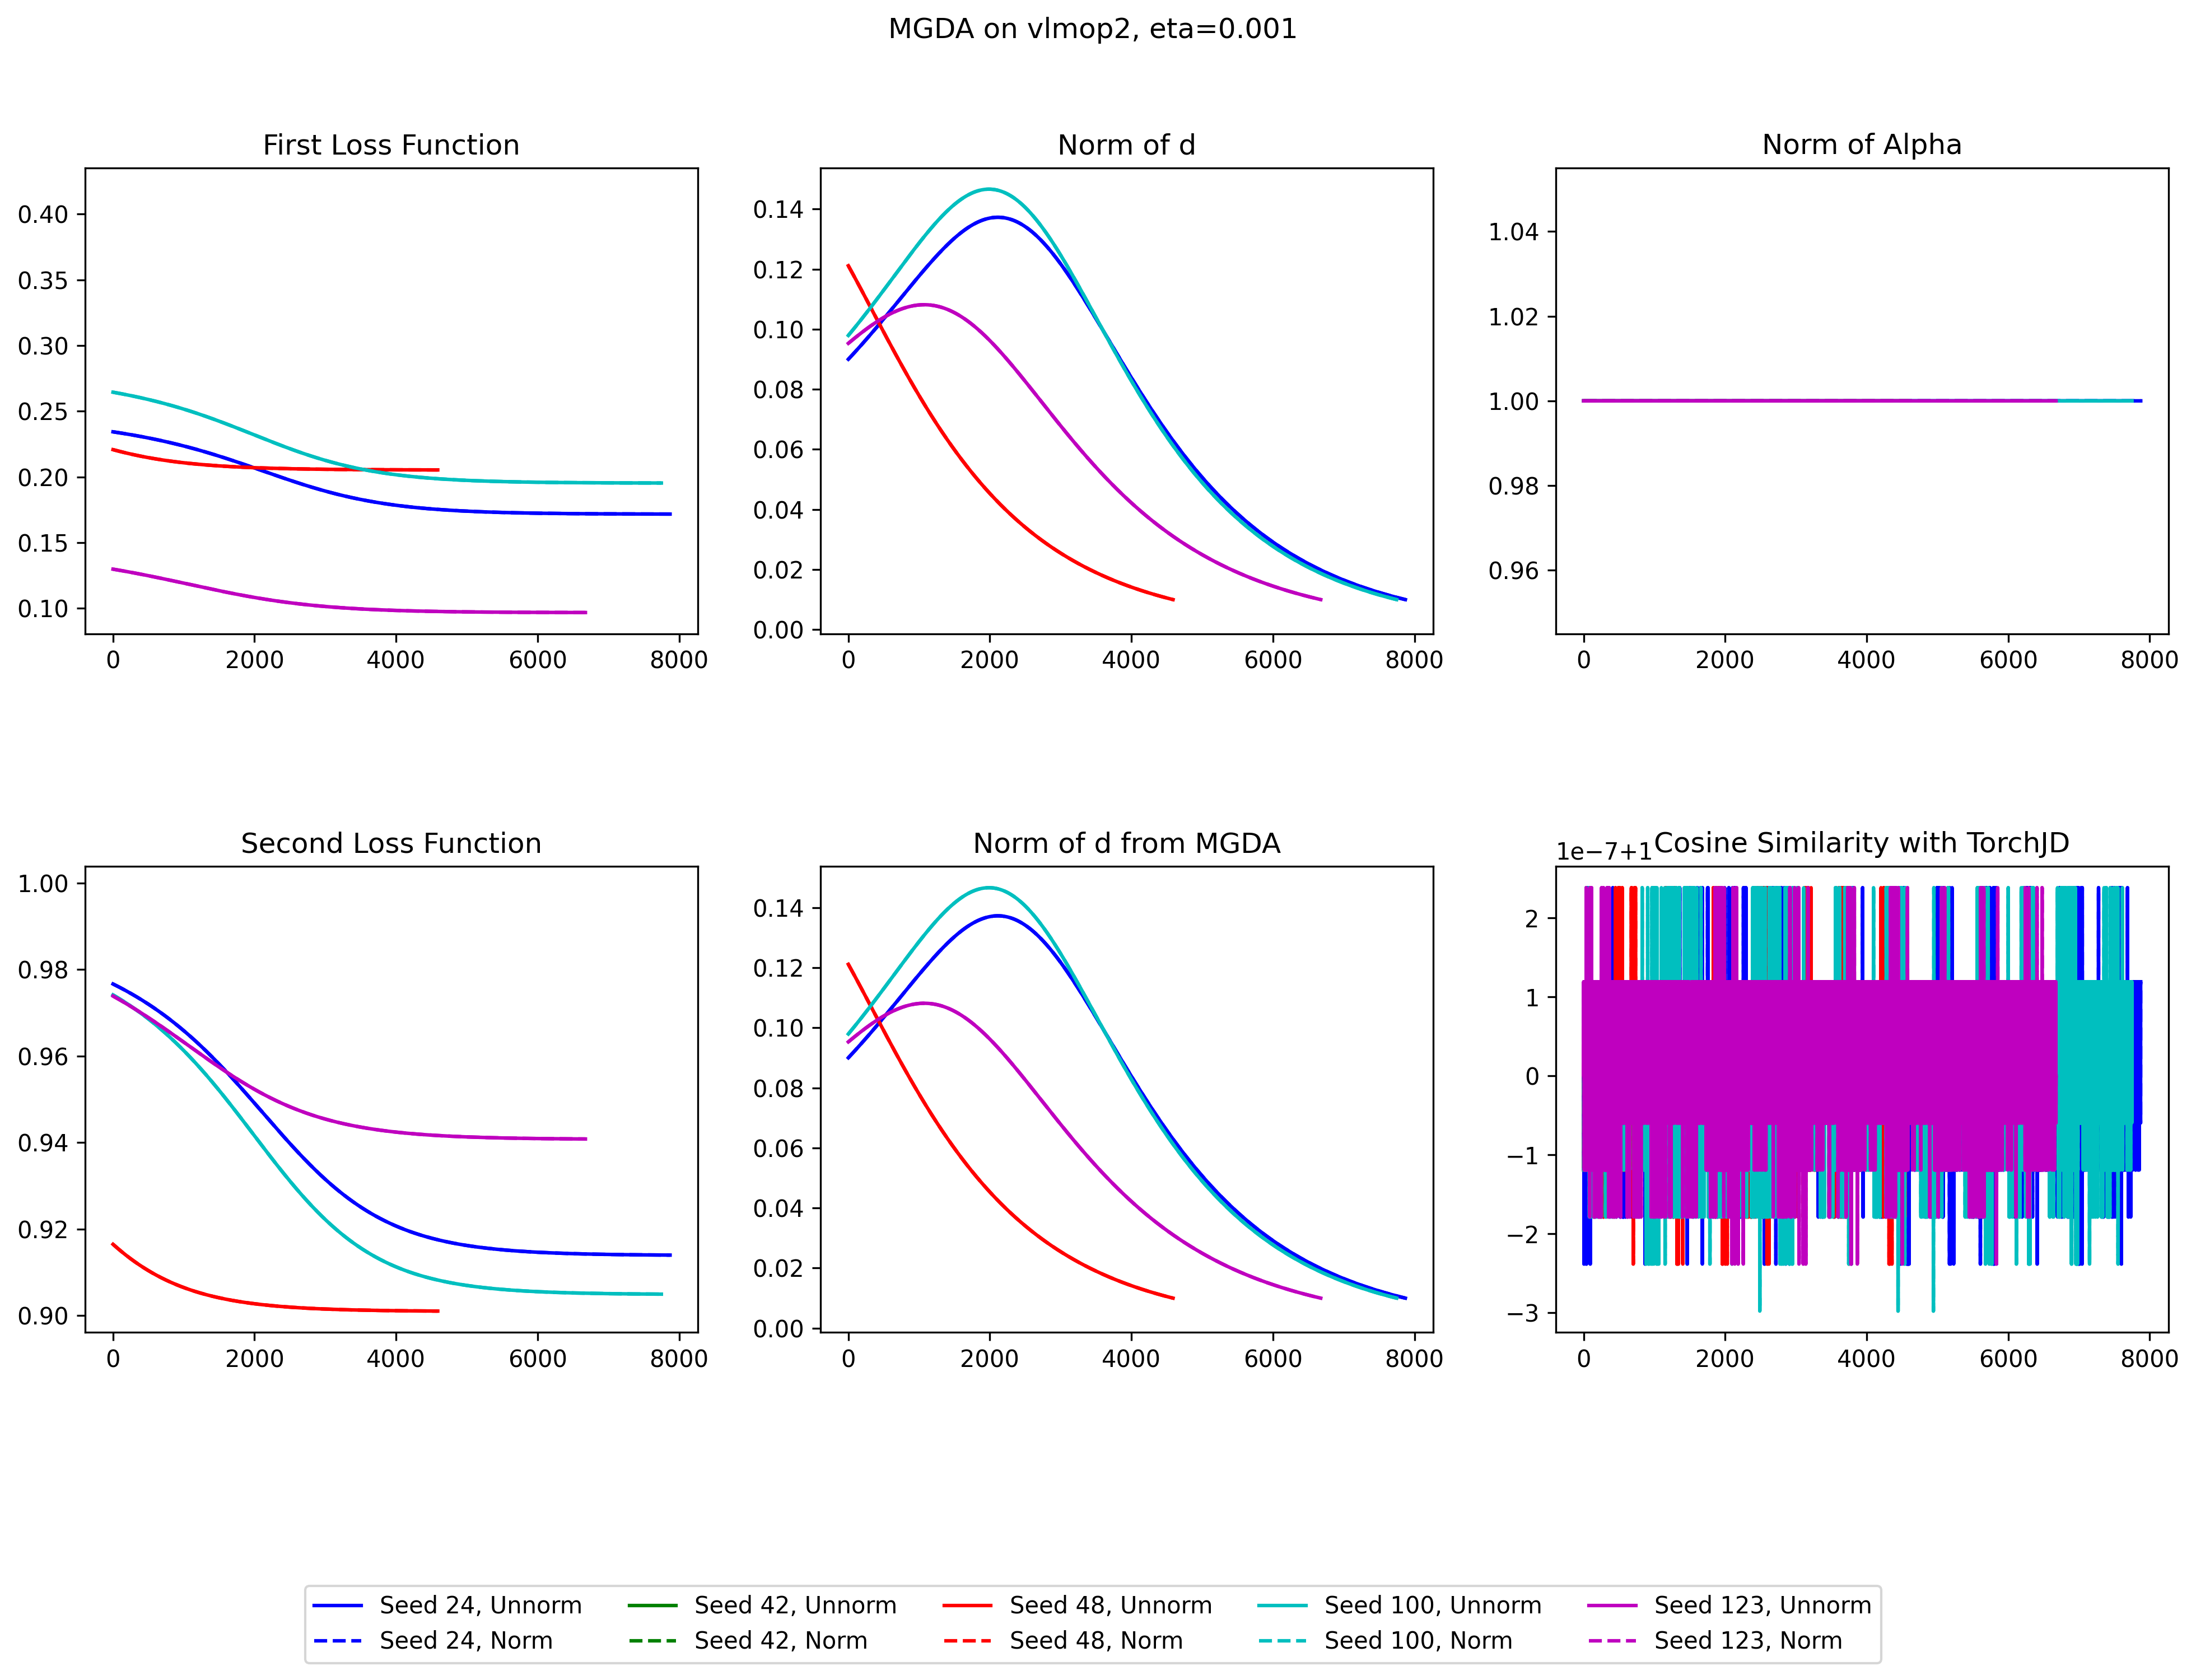 MGDA on vlmop2, eta=0.001
First Loss Function
0.40
0.35
0.30
0.25
0.20
0.15
0.10
0 2000 4000 6000 8000
Norm of d
0.14
0.12
0.10
0.08
0.06
0.04
0.02
0.00
0 2000 4000 6000 8000
Norm of Alpha
1.04
1.02
1.00
0.98
0.96
0 2000 4000 6000 8000
Second Loss Function
1.00
0.98
0.96
0.94
0.92
0.90
0 2000 4000 6000 8000
Norm of d from MGDA
0.14
0.12
0.10
0.08
0.06
0.04
0.02
0.00
0 2000 4000 6000 8000
Cosine Similarity with TorchJD
1e−7+1
2
1
0
−1
−2
−3
0 2000 4000 6000 8000
Seed 24, Unnorm Seed 42, Unnorm Seed 48, Unnorm Seed 100, Unnorm Seed 123, Unnorm
Seed 24, Norm Seed 42, Norm Seed 48, Norm Seed 100, Norm Seed 123, Norm